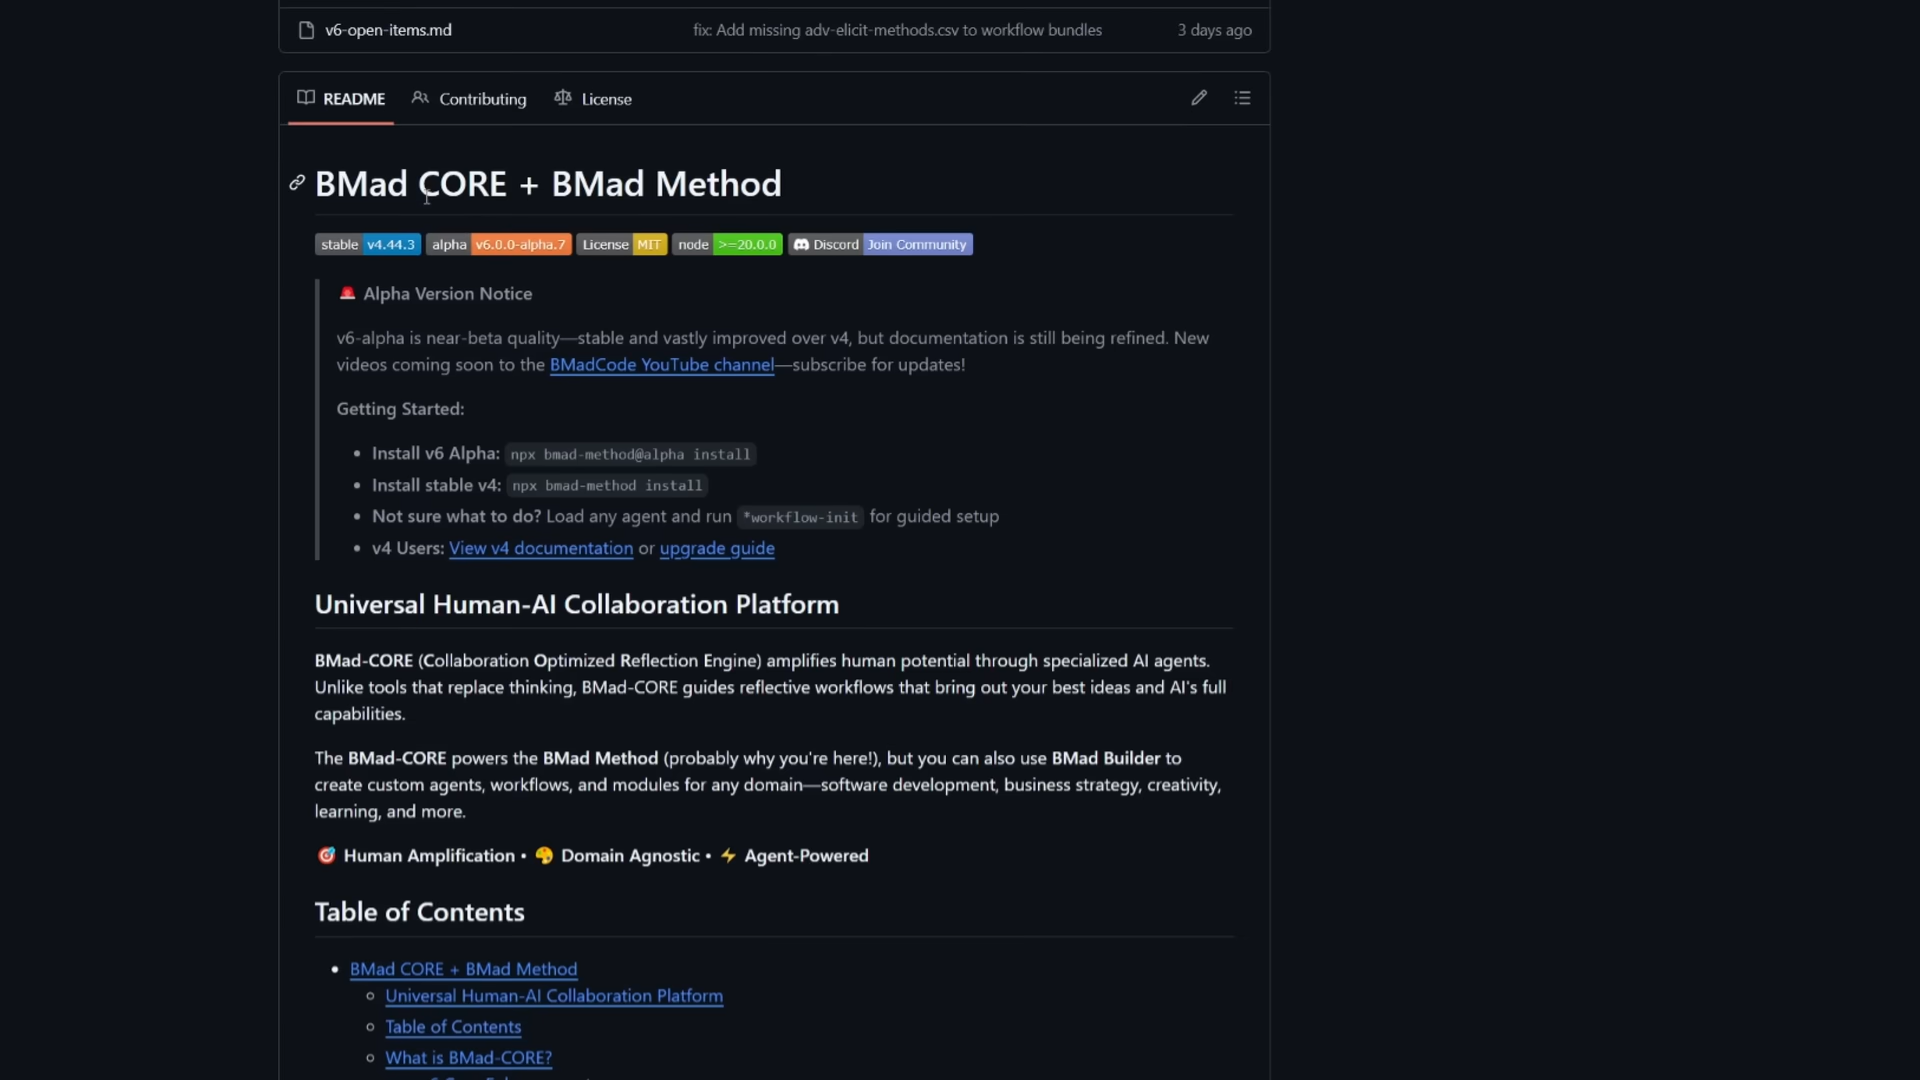 v6-open-items.md fix: Add missing adv-elicit-methods.csv to workflow bundles 3 days ago
README Contributing License
BMad CORE + BMad Method
stable v4.44.3 alpha v6.0.0-alpha.7 License MIT node >=20.0.0 Discord Join Community
🚨 Alpha Version Notice
v6-alpha is near-beta quality—stable and vastly improved over v4, but documentation is still being refined. New
videos coming soon to the BMadCode YouTube channel—subscribe for updates!
Getting Started:
• Install v6 Alpha: npx bmad-method@alpha install
• Install stable v4: npx bmad-method install
• Not sure what to do? Load any agent and run *workflow-init for guided setup
• v4 Users: View v4 documentation or upgrade guide
Universal Human-AI Collaboration Platform
BMad-CORE (Collaboration Optimized Reflection Engine) amplifies human potential through specialized AI agents.
Unlike tools that replace thinking, BMad-CORE guides reflective workflows that bring out your best ideas and AI's full
capabilities.
The BMad-CORE powers the BMad Method (probably why you're here!), but you can also use BMad Builder to
create custom agents, workflows, and modules for any domain—software development, business strategy, creativity,
learning, and more.
🎯 Human Amplification • 🎨 Domain Agnostic • ⚡ Agent-Powered
Table of Contents
• BMad CORE + BMad Method
◦ Universal Human-AI Collaboration Platform
◦ Table of Contents
◦ What is BMad-CORE?